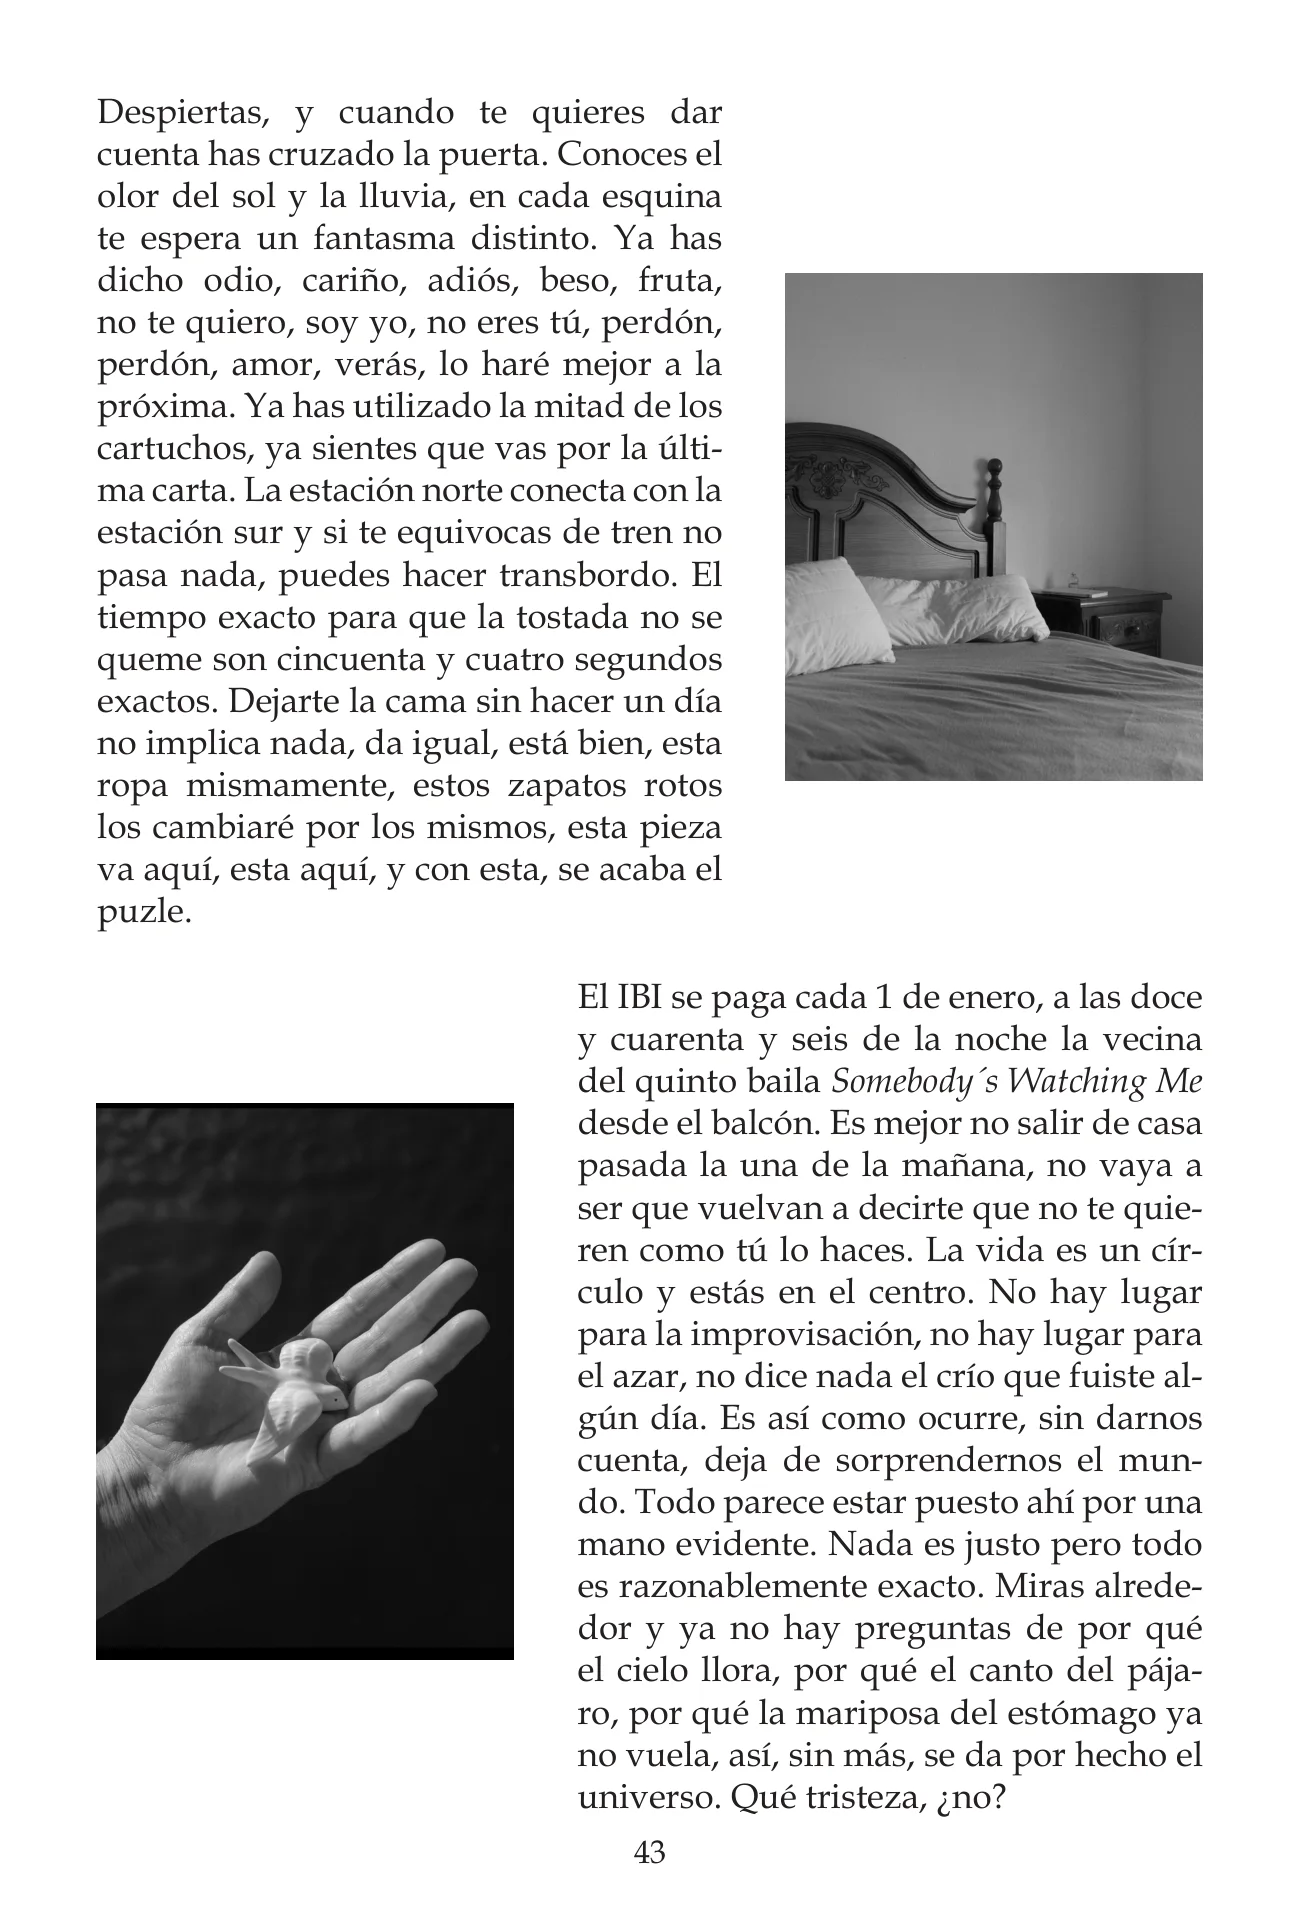 Despiertas, y cuando te quieres dar
cuenta has cruzado la puerta. Conoces el
olor del sol y la lluvia, en cada esquina
te espera un fantasma distinto. Ya has
dicho odio, cariño, adiós, beso, fruta,
no te quiero, soy yo, no eres tú, perdón,
perdón, amor, verás, lo haré mejor a la
próxima. Ya has utilizado la mitad de los
cartuchos, ya sientes que vas por la últi-
ma carta. La estación norte conecta con la
estación sur y si te equivocas de tren no
pasa nada, puedes hacer transbordo. El
tiempo exacto para que la tostada no se
queme son cincuenta y cuatro segundos
exactos. Dejarte la cama sin hacer un día
no implica nada, da igual, está bien, esta
ropa mismamente, estos zapatos rotos
los cambiaré por los mismos, esta pieza
va aquí, esta aquí, y con esta, se acaba el
puzle.
El IBI se paga cada 1 de enero, a las doce
y cuarenta y seis de la noche la vecina
del quinto baila Somebody´s Watching Me
desde el balcón. Es mejor no salir de casa
pasada la una de la mañana, no vaya a
ser que vuelvan a decirte que no te quie-
ren como tú lo haces. La vida es un cír-
culo y estás en el centro. No hay lugar
para la improvisación, no hay lugar para
el azar, no dice nada el crío que fuiste al-
gún día. Es así como ocurre, sin darnos
cuenta, deja de sorprendernos el mun-
do. Todo parece estar puesto ahí por una
mano evidente. Nada es justo pero todo
es razonablemente exacto. Miras alrede-
dor y ya no hay preguntas de por qué
el cielo llora, por qué el canto del pája-
ro, por qué la mariposa del estómago ya
no vuela, así, sin más, se da por hecho el
universo. Qué tristeza, ¿no?
43